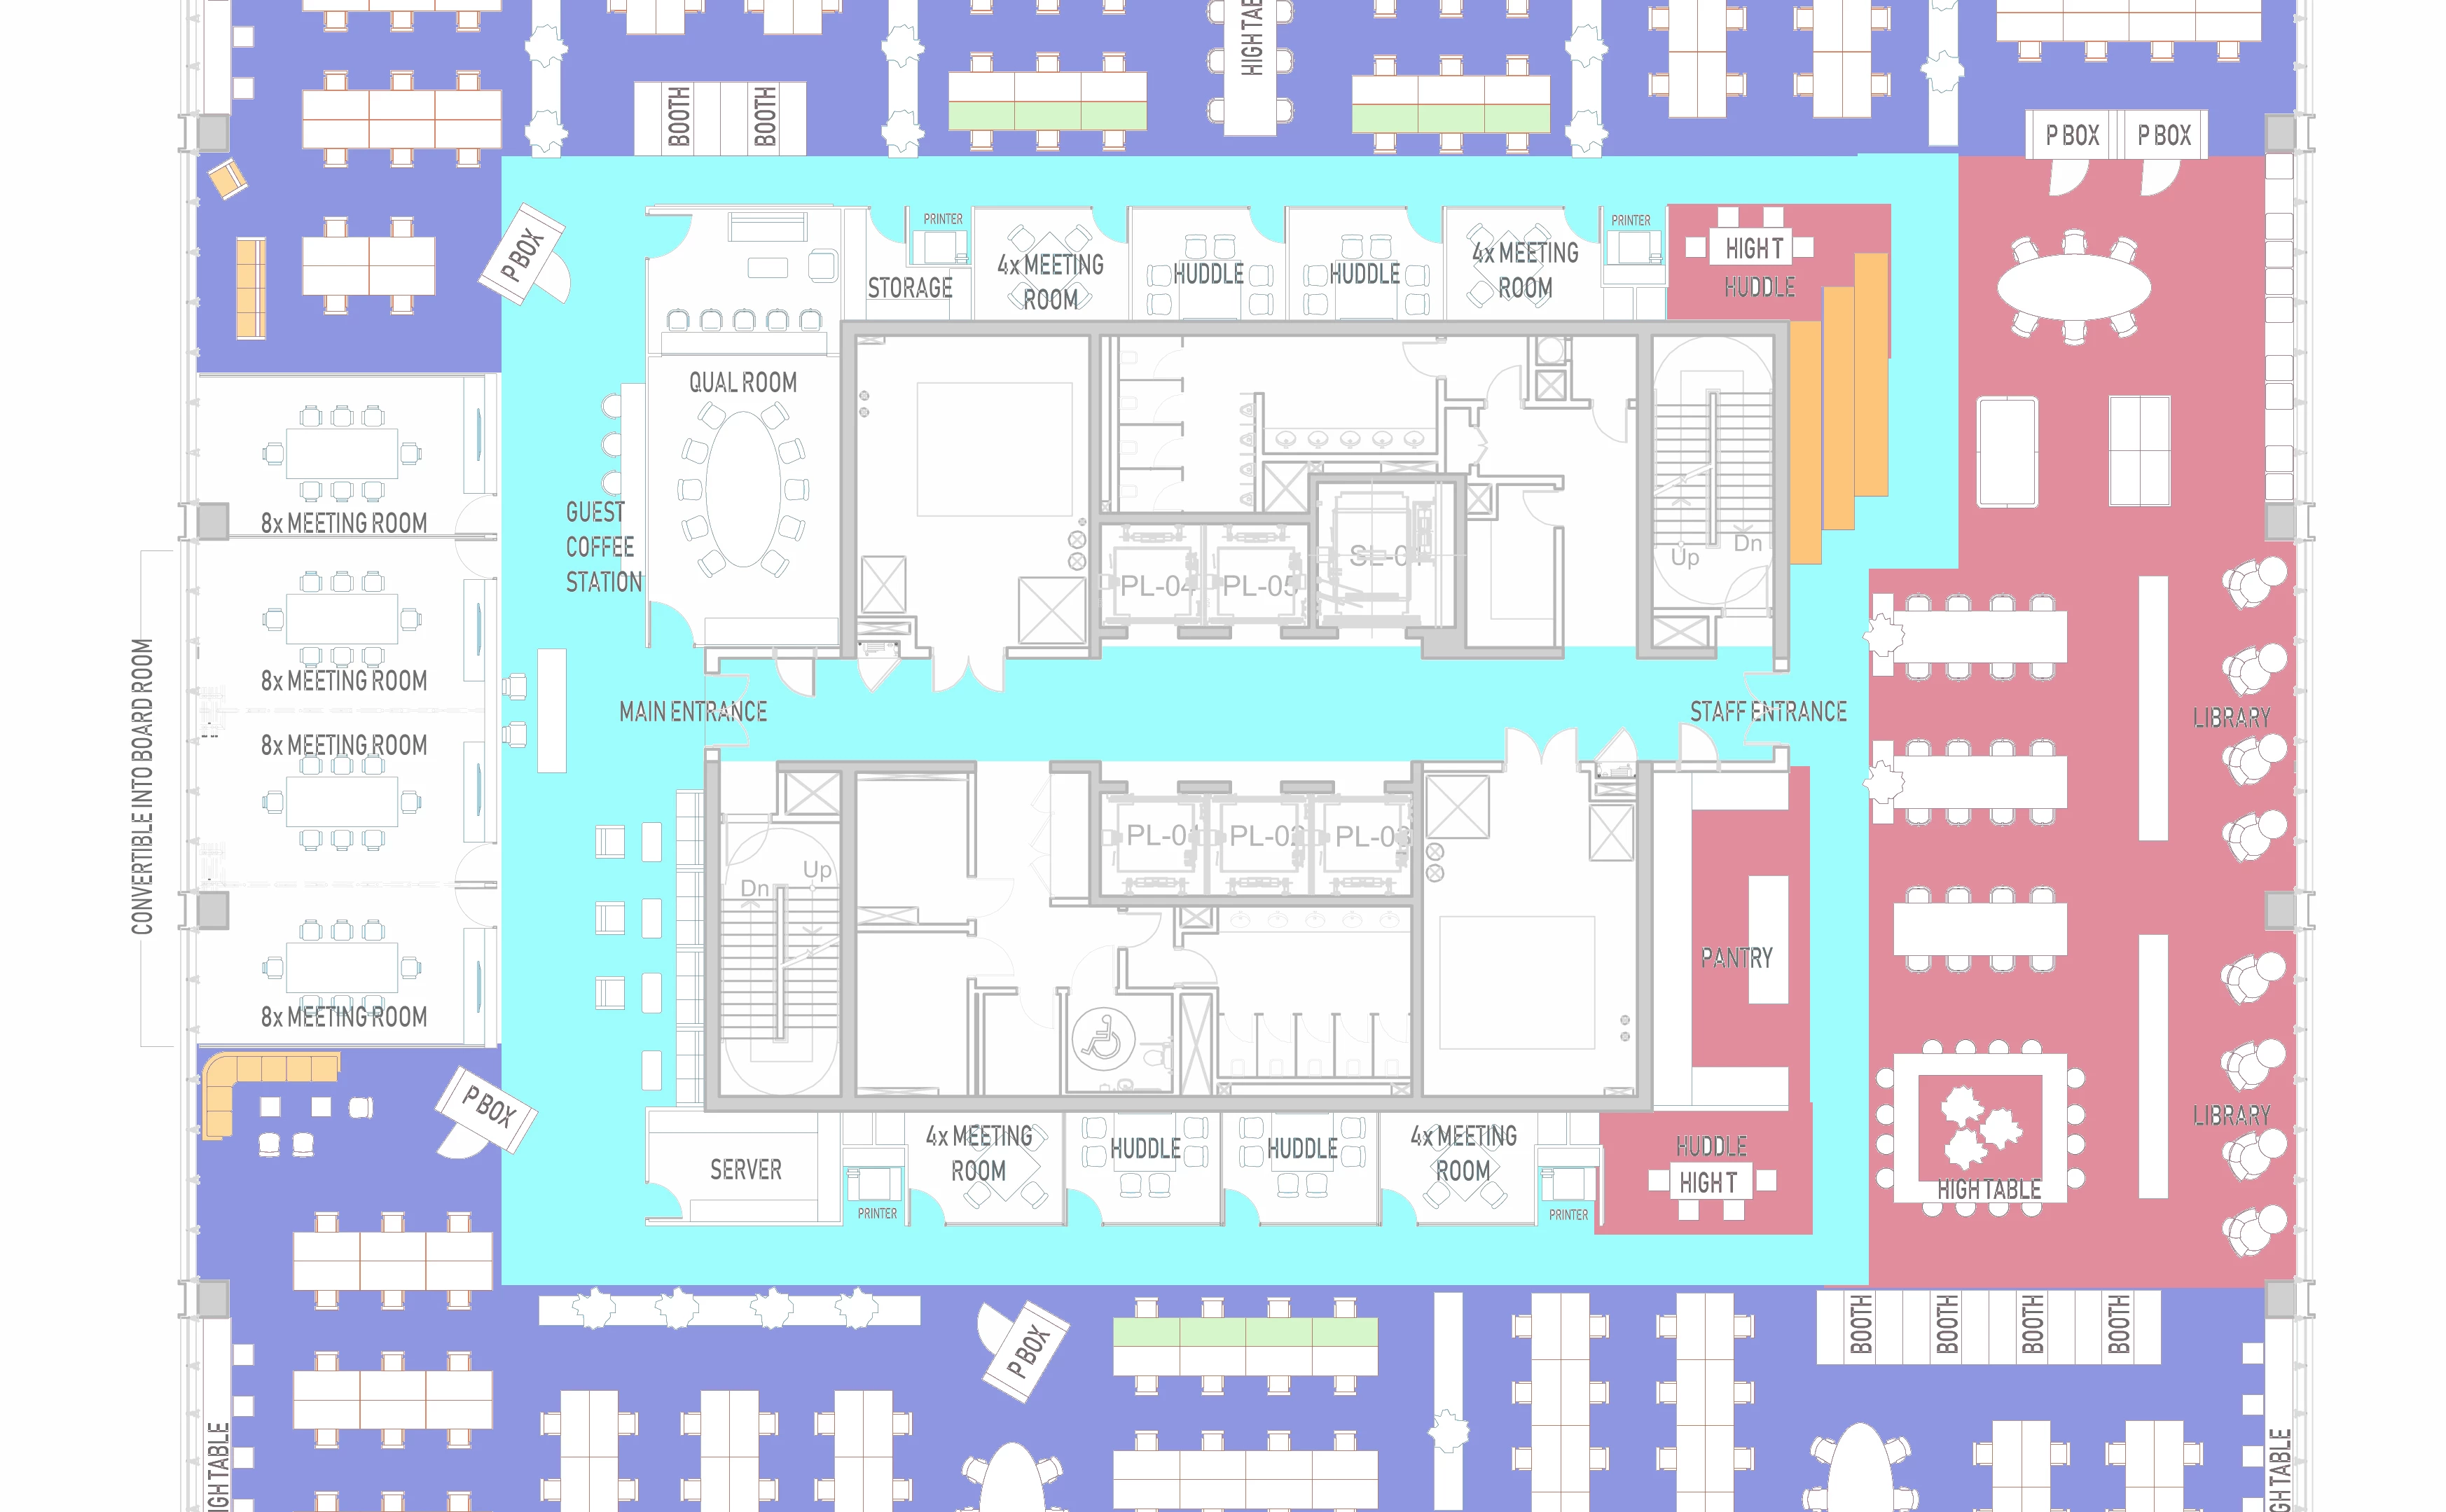 HIGH TAB
BOOTH
BOOTH
P BOX
P BOX
P BOX
PRINTER
STORAGE
4x MEETING
ROOM
HUDDLE
HUDDLE
4x MEETING
ROOM
PRINTER
HIGH T
HUDDLE
QUAL ROOM
8x MEETING ROOM
GUEST
COFFEE
STATION
PL-04
PL-05
SL-01
Up
Dn
8x MEETING ROOM
MAIN ENTRANCE
STAFF ENTRANCE
LIBRARY
8x MEETING ROOM
CONVERTIBLE INTO BOARD ROOM
PL-01
PL-02
PL-03
Dn
Up
PANTRY
8x MEETING ROOM
P BOX
SERVER
PRINTER
4x MEETING
ROOM
HUDDLE
HUDDLE
4x MEETING
ROOM
PRINTER
HUDDLE
HIGH T
HIGH TABLE
LIBRARY
P BOX
BOOTH
BOOTH
BOOTH
BOOTH
IGH TABLE
GH TABLE